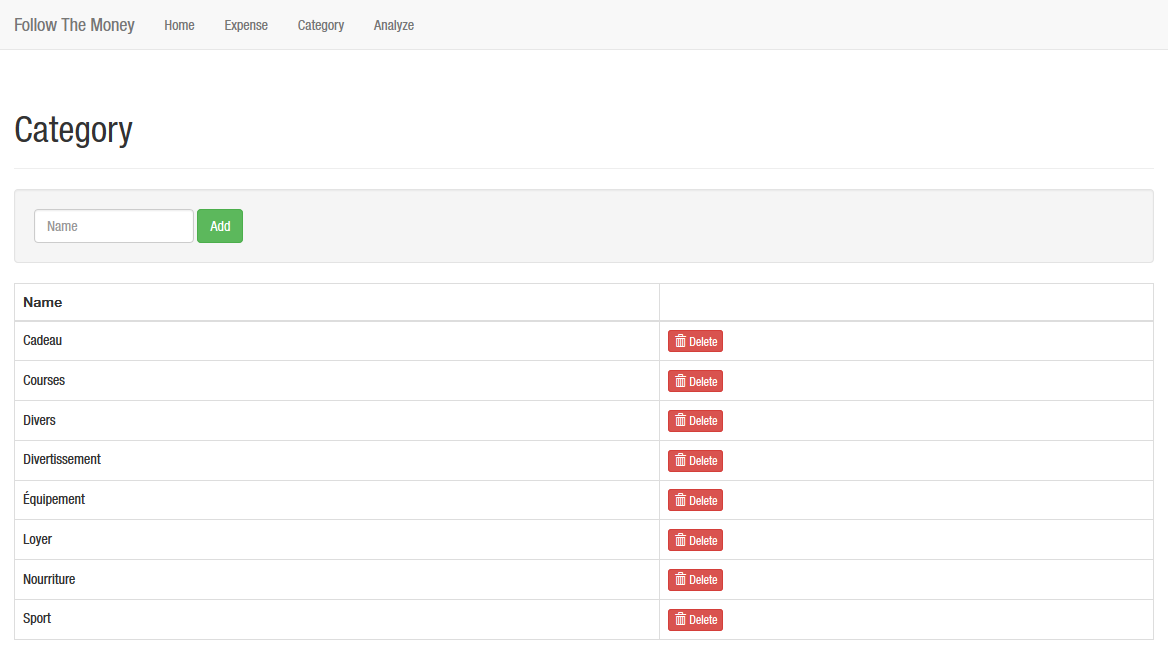 Follow The Money Home Expense Category Analyze
Category
Name Add
Name
Cadeau Delete
Courses Delete
Divers Delete
Divertissement Delete
Équipement Delete
Loyer Delete
Nourriture Delete
Sport Delete